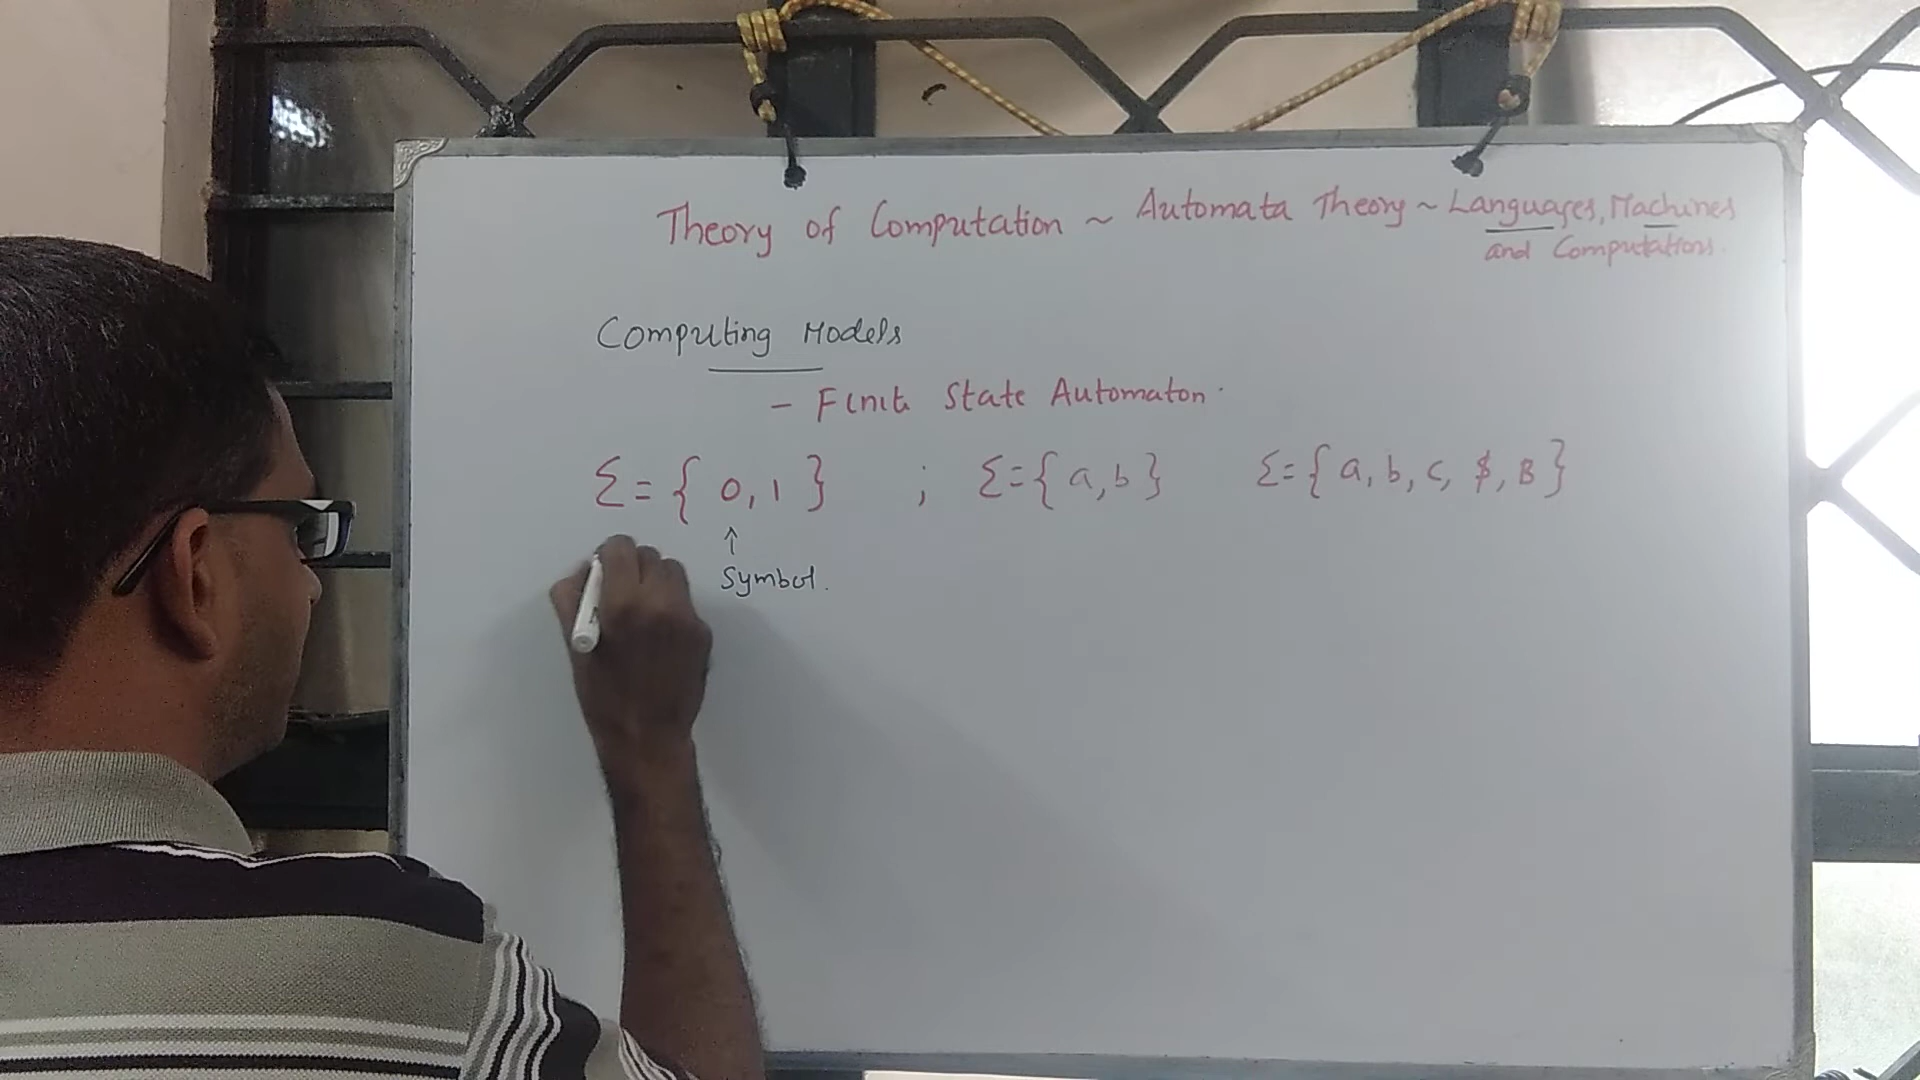 Theory of Computation ~ Automata Theory ~ Languages, Machines
and Computations.
Computing Models
- Finite State Automaton.
Σ = { 0, 1 } ; Σ = { a, b } Σ = { a, b, c, $, B }
↑
Symbol.